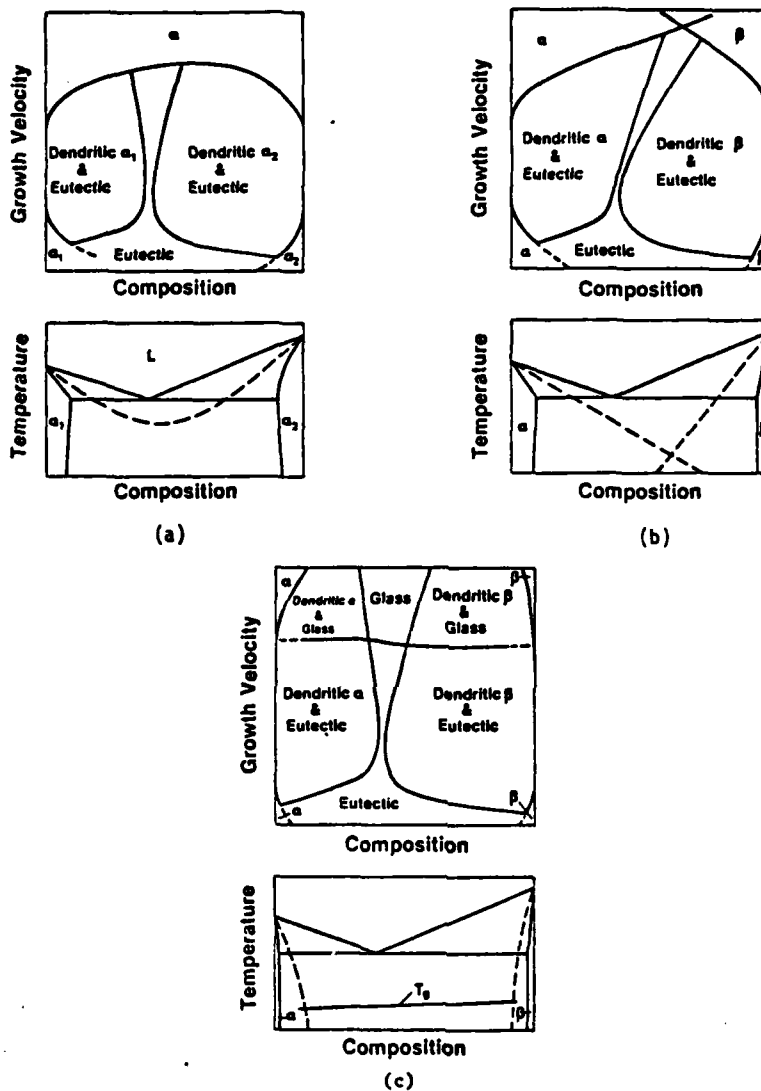 α
Growth Velocity
Dendritic α₁
&
Eutectic
Dendritic α₂
&
Eutectic
α₁
Eutectic
α₂
Composition
Temperature
L
α₁
α₂
Composition
(a)
α
β
Growth Velocity
Dendritic α
&
Eutectic
Dendritic β
&
Eutectic
α
Eutectic
Composition
Temperature
α
Composition
(b)
α
β
Growth Velocity
Dendritic α
&
Glass
Glass
Dendritic β
&
Glass
Dendritic α
&
Eutectic
Dendritic β
&
Eutectic
α
Eutectic
β
Composition
Temperature
α
Tg
β
Composition
(c)